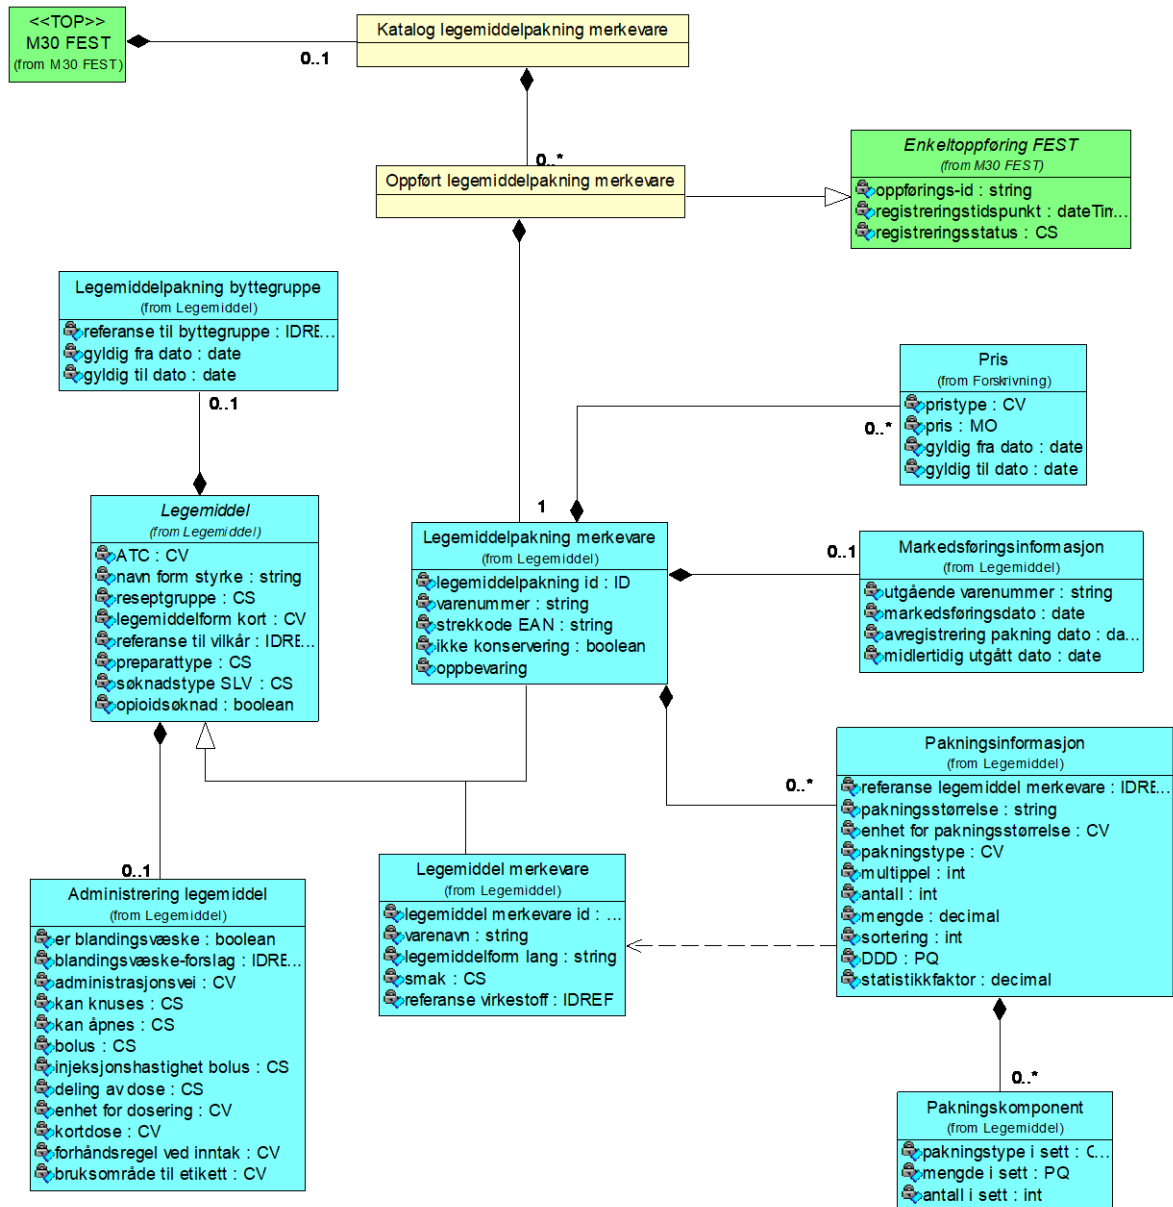 <<TOP>>
M30 FEST
(from M30 FEST)
0..1
Katalog legemiddelpakning merkevare
0..*
Oppført legemiddelpakning merkevare
Enkeltoppføring FEST
(from M30 FEST)
oppførings-id : string
registreringstidspunkt : dateTim...
registreringsstatus : CS
Legemiddelpakning byttegruppe
(from Legemiddel)
referanse til byttegruppe : IDRE...
gyldig fra dato : date
gyldig til dato : date
0..1
Pris
(from Forskrivning)
pristype : CV
pris : MO
gyldig fra dato : date
gyldig til dato : date
0..*
Legemiddel
(from Legemiddel)
ATC : CV
navn form styrke : string
reseptgruppe : CS
legemiddelform kort : CV
referanse til vilkår : IDRE...
preparattype : CS
søknadstype SLV : CS
opioidsøknad : boolean
1
Legemiddelpakning merkevare
(from Legemiddel)
legemiddelpakning id : ID
varenummer : string
strekkode EAN : string
ikke konservering : boolean
oppbevaring
0..1
Markedsføringsinformasjon
(from Legemiddel)
utgående varenummer : string
markedsføringsdato : date
avregistrering pakning dato : da...
midlertidig utgått dato : date
0..*
Pakningsinformasjon
(from Legemiddel)
referanse legemiddel merkevare : IDRE...
pakningsstørrelse : string
enhet for pakningsstørrelse : CV
pakningstype : CV
multippel : int
antall : int
mengde : decimal
sortering : int
DDD : PQ
statistikkfaktor : decimal
0..1
Administrering legemiddel
(from Legemiddel)
er blandingsvæske : boolean
blandingsvæske-forslag : IDRE...
administrasjonsvei : CV
kan knuses : CS
kan åpnes : CS
bolus : CS
injeksjonshastighet bolus : CS
deling av dose : CS
enhet for dosering : CV
kortdose : CV
forhåndsregel ved inntak : CV
bruksområde til etikett : CV
Legemiddel merkevare
(from Legemiddel)
legemiddel merkevare id : ...
varenavn : string
legemiddelform lang : string
smak : CS
referanse virkestoff : IDREF
0..*
Pakningskomponent
(from Legemiddel)
pakningstype i sett : C...
mengde i sett : PQ
antall i sett : int